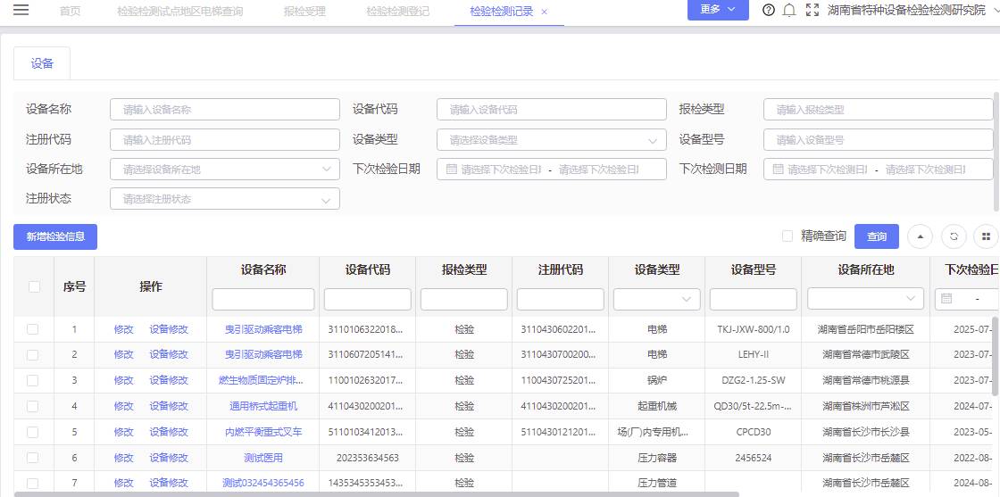 首页 检验检测试点地区电梯查询 报检受理 检验检测登记 检验检测记录 × 更多 湖南省特种设备检验检测研究院
设备
设备名称 请输入设备名称 设备代码 请输入设备代码 报检类型 请输入报检类型
注册代码 请输入注册代码 设备类型 请选择设备类型 设备型号 请输入设备型号
设备所在地 请选择设备所在地 下次检验日期 请选择下次检验日 - 请选择下次检验日 下次检测日期 请选择下次检测日 - 请选择下次检测日
注册状态 请选择注册状态
新增检验信息 精确查询 查询
序号 操作 设备名称 设备代码 报检类型 注册代码 设备类型 设备型号 设备所在地 下次检验日
-
1 修改 设备修改 曳引驱动乘客电梯 3110106322018... 检验 3110430602201... 电梯 TKJ-JXW-800/1.0 湖南省岳阳市岳阳楼区 2025-07-
2 修改 设备修改 曳引驱动乘客电梯 3110607205141... 检验 3110430700200... 电梯 LEHY-II 湖南省常德市武陵区 2023-07-
3 修改 设备修改 燃生物质固定炉排... 1100102632017... 检验 1100430725201... 锅炉 DZG2-1.25-SW 湖南省常德市桃源县 2023-07-
4 修改 设备修改 通用桥式起重机 4110430200201... 检验 4110430200201... 起重机械 QD30/5t-22.5m-... 湖南省株洲市芦淞区 2024-07-
5 修改 设备修改 内燃平衡重式叉车 5110103412013... 检验 5110430121201... 场(厂)内专用机... CPCD30 湖南省长沙市长沙县 2023-05-
6 修改 设备修改 测试医用 202353634563 检验 压力容器 2456524 湖南省长沙市岳麓区 2022-08-
7 修改 设备修改 测试032454365456 1435345353453... 检验 压力管道 湖南省长沙市岳麓区 2024-08-